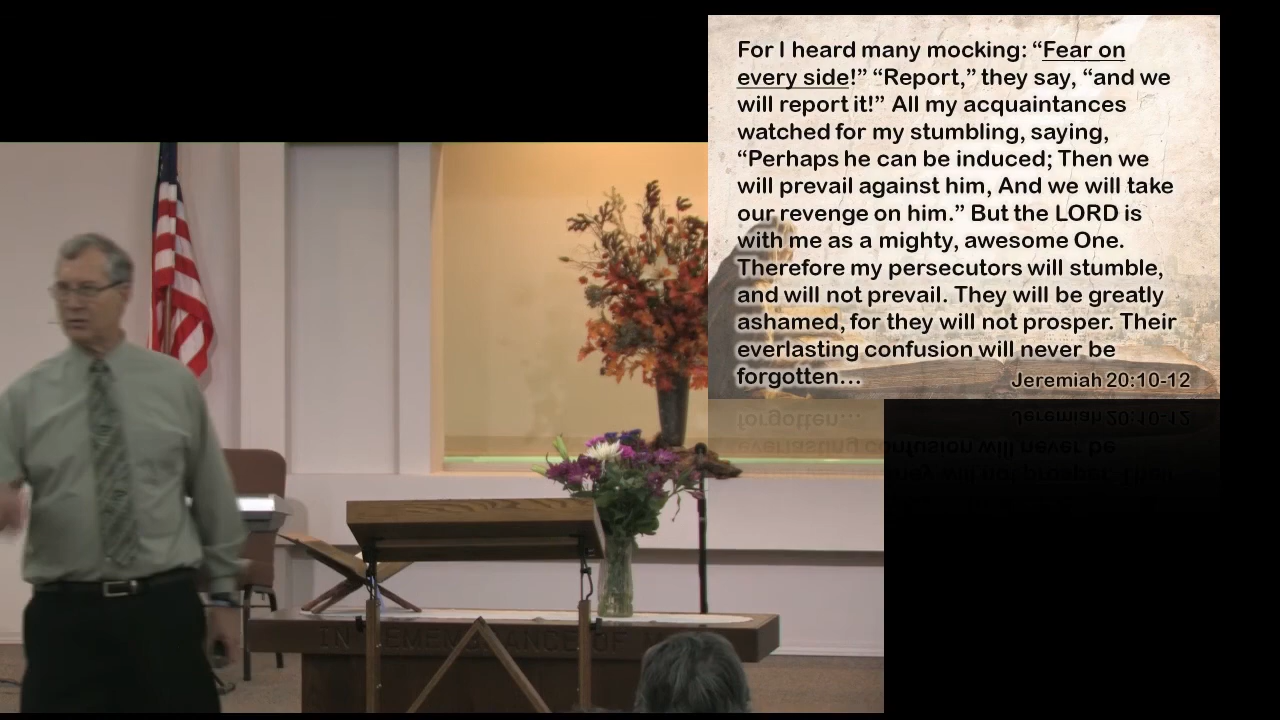 For I heard many mocking: “Fear on
every side!” “Report,” they say, “and we
will report it!” All my acquaintances
watched for my stumbling, saying,
“Perhaps he can be induced; Then we
will prevail against him, And we will take
our revenge on him.” But the LORD is
with me as a mighty, awesome One.
Therefore my persecutors will stumble,
and will not prevail. They will be greatly
ashamed, for they will not prosper. Their
everlasting confusion will never be
forgotten...
Jeremiah 20:10-12
IN REMEMBRANCE OF